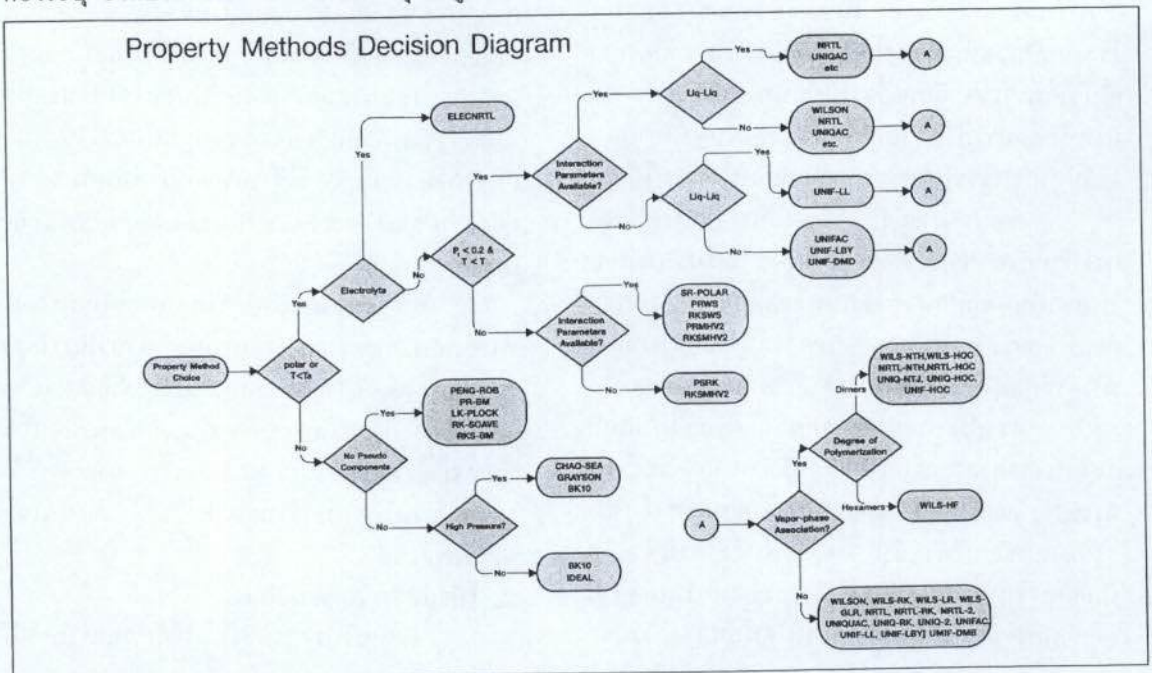 Property Methods Decision Diagram
Yes
NRTL
UNIQAC
etc
A
Liq-Liq
Yes
No
WILSON
NRTL
UNIQAC
etc.
A
ELECNRTL
Yes
Interaction
Parameters
Available?
Yes
No
Liq-Liq
Yes
UNIF-LL
A
No
UNIFAC
UNIF-LBY
UNIF-DMD
A
P, < 0.2 &
T < T
Electrolyta
Yes
No
No
Interaction
Parameters
Available?
Yes
SR-POLAR
PRWS
RKSWS
PRMHV2
RKSMHV2
No
PSRK
RKSMHV2
Property Method
Choice
polar or
T<Ta
No
No Pseudo
Components
Yes
PENG-ROB
PR-BM
LK-PLOCK
RK-SOAVE
RKS-BM
No
High Pressure?
Yes
CHAO-SEA
GRAYSON
BK10
No
BK10
IDEAL
WILS-NTH,WILS-HOC
NRTL-NTH,NRTL-HOC
UNIQ-NTJ, UNIQ-HOC,
UNIF-HOC
Dimers
Degree of
Polymerization
Yes
Hexamers
WILS-HF
A
Vapor-phase
Association?
No
WILSON, WILS-RK, WILS-LR, WILS-
GLR, NRTL, NRTL-RK, NRTL-2,
UNIQUAC, UNIQ-RK, UNIQ-2, UNIFAC,
UNIF-LL, UNIF-LBY] UMIF-DMB